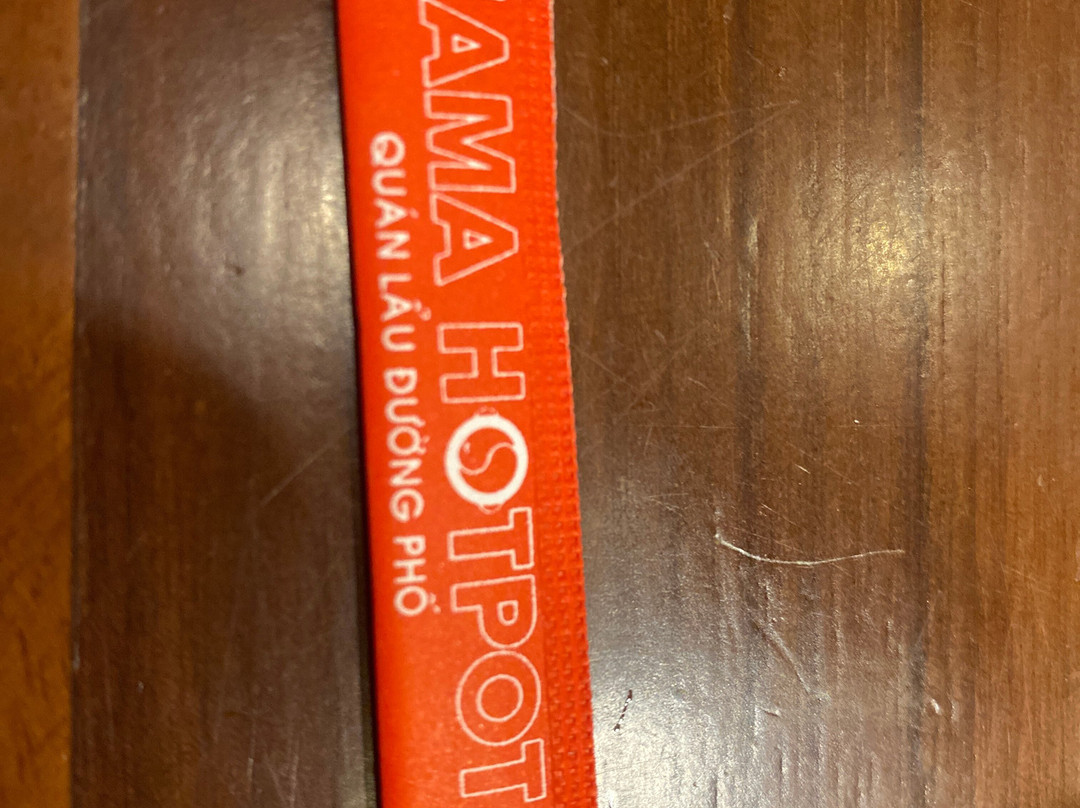 AMA HOTPOT
QUÁN LẨU ĐƯỜNG PHỐ